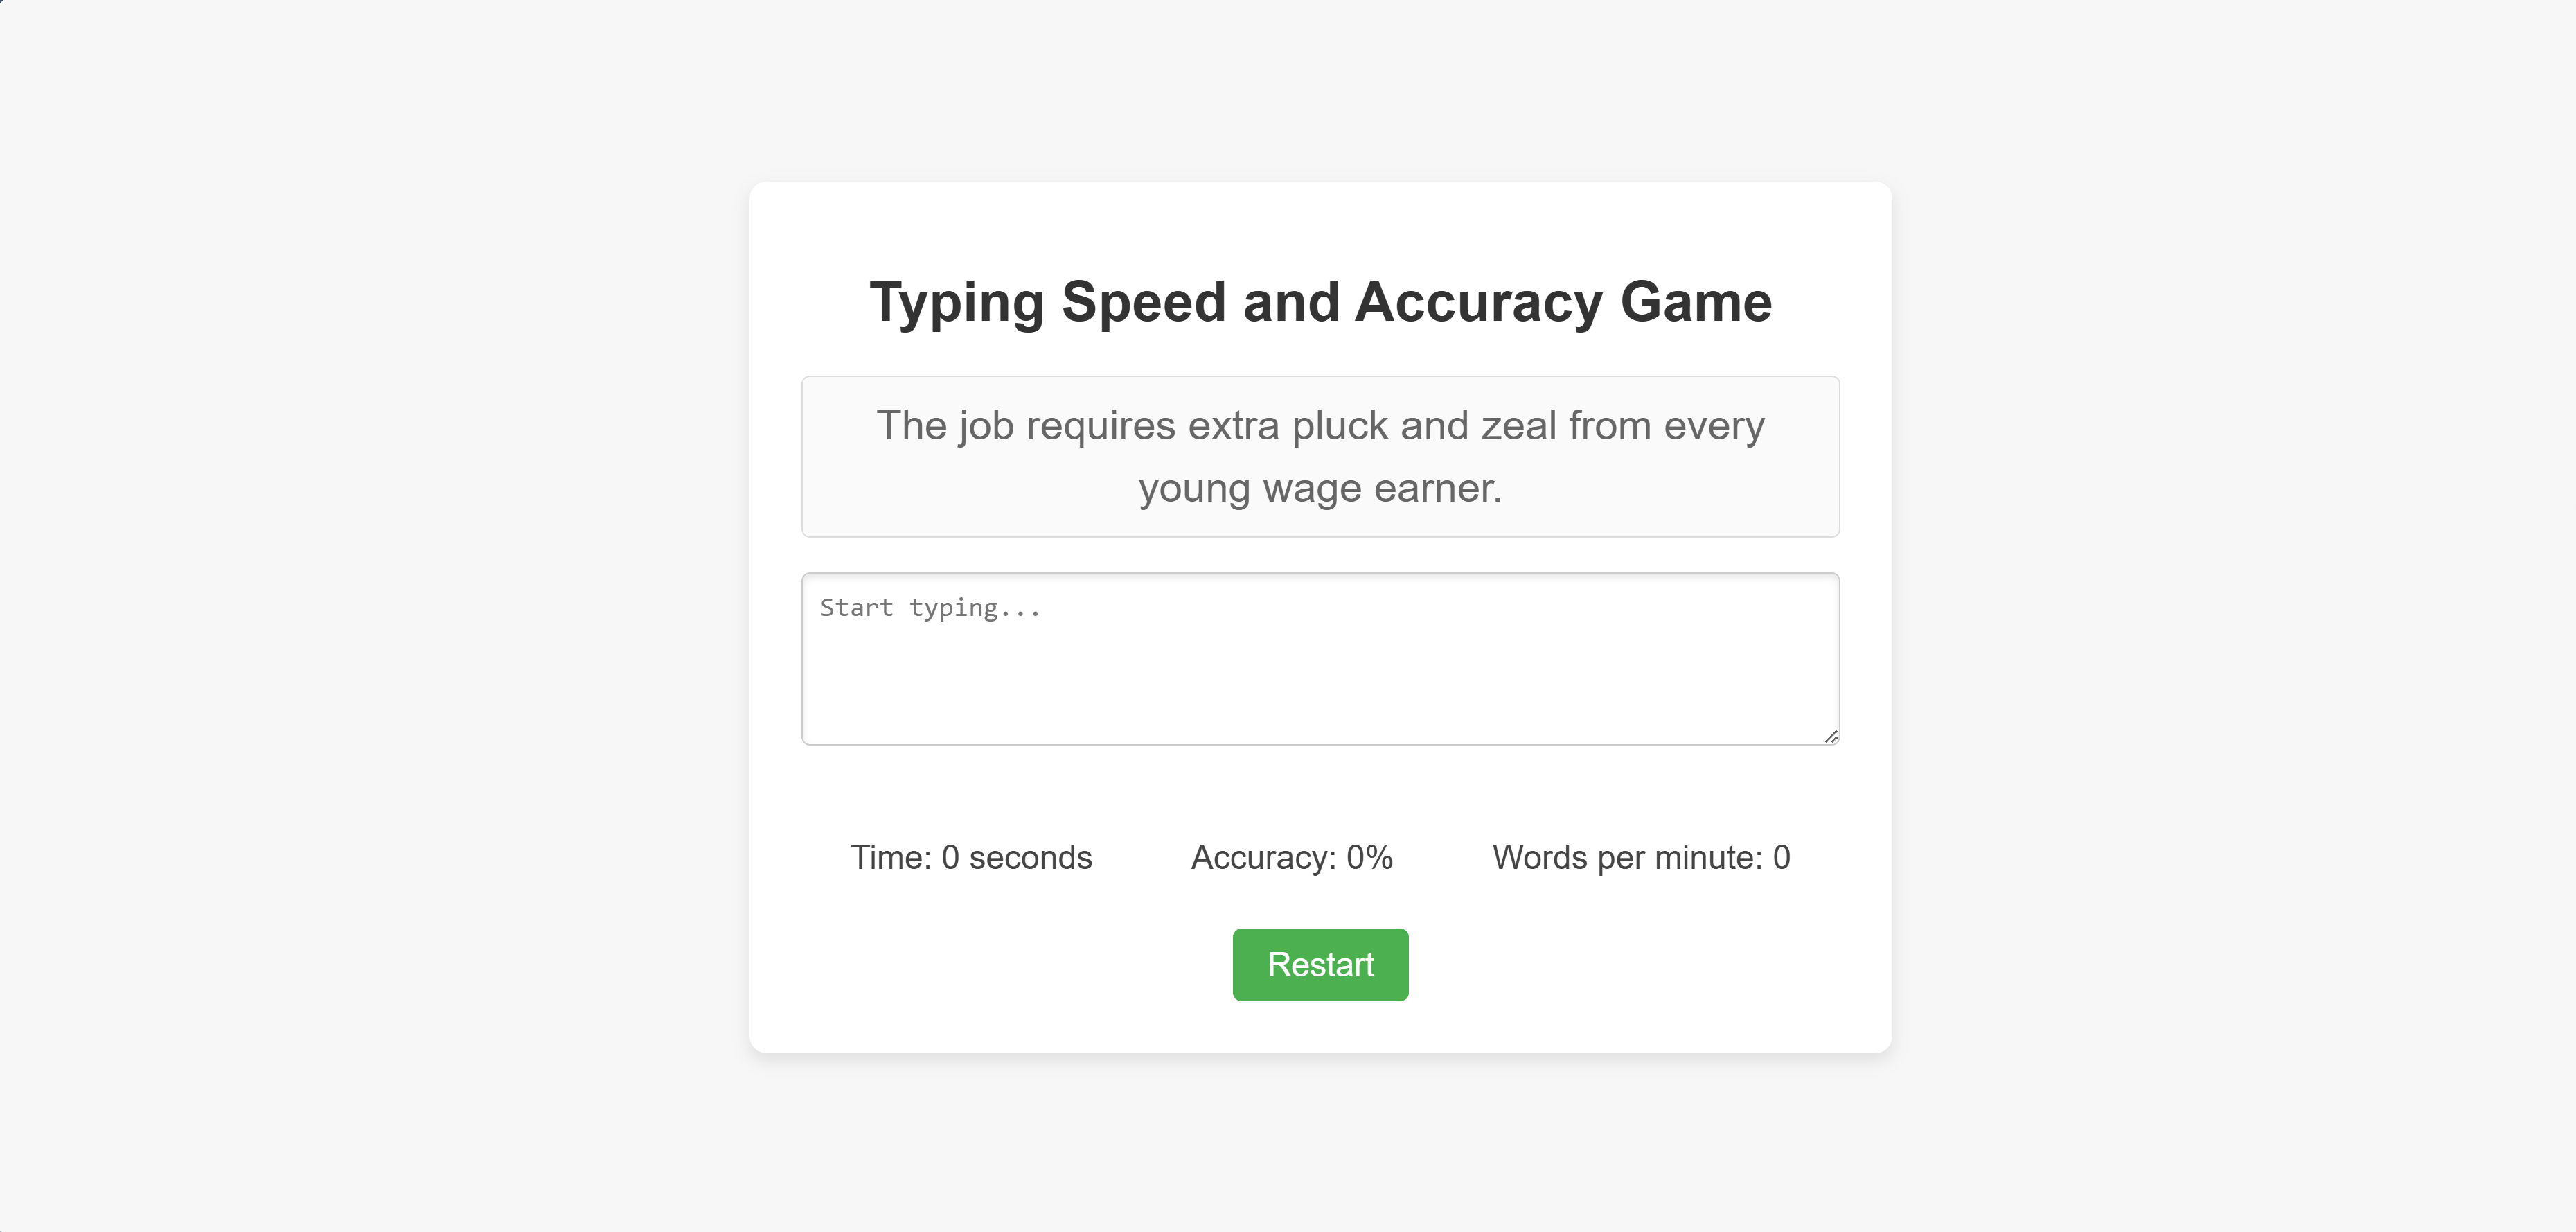 Typing Speed and Accuracy Game
The job requires extra pluck and zeal from every
young wage earner.
Start typing...
Time: 0 seconds Accuracy: 0% Words per minute: 0
Restart